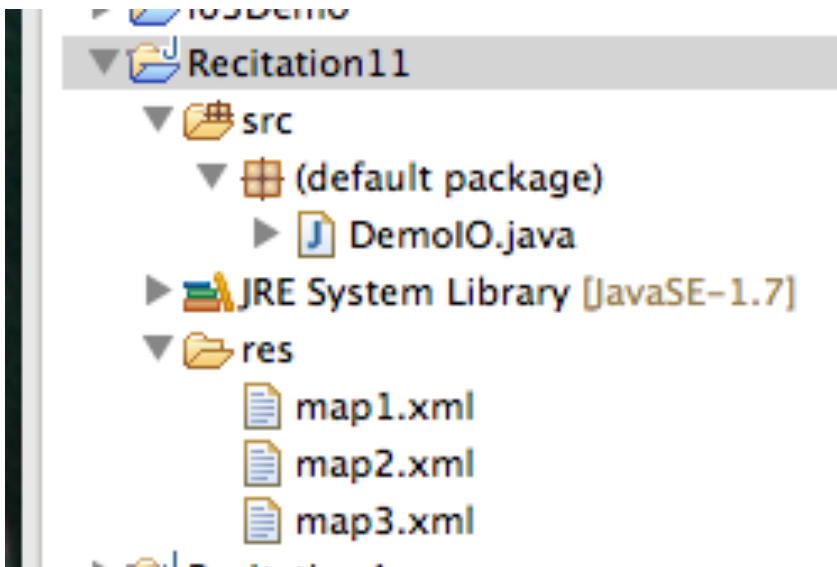 Recitation11
src
(default package)
DemoIO.java
JRE System Library [JavaSE-1.7]
res
map1.xml
map2.xml
map3.xml